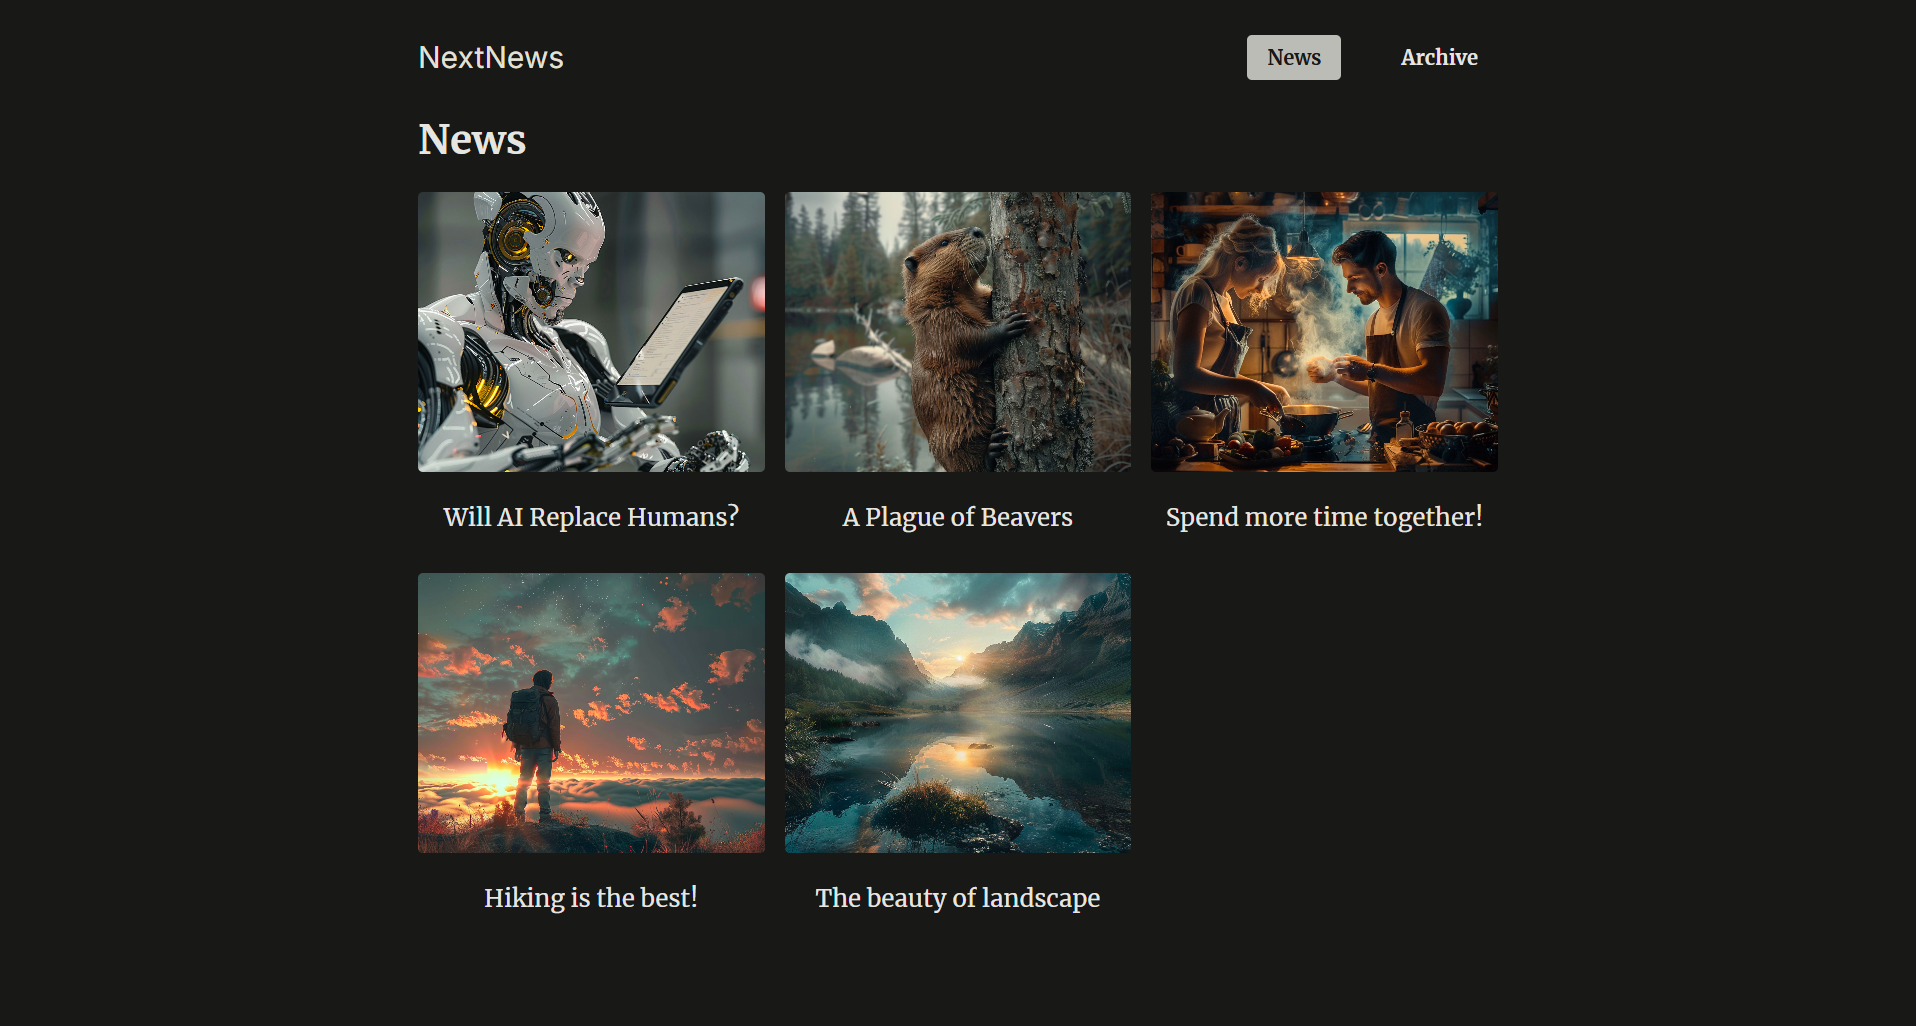 NextNews
News
Archive
News
Will AI Replace Humans?
A Plague of Beavers
Spend more time together!
Hiking is the best!
The beauty of landscape